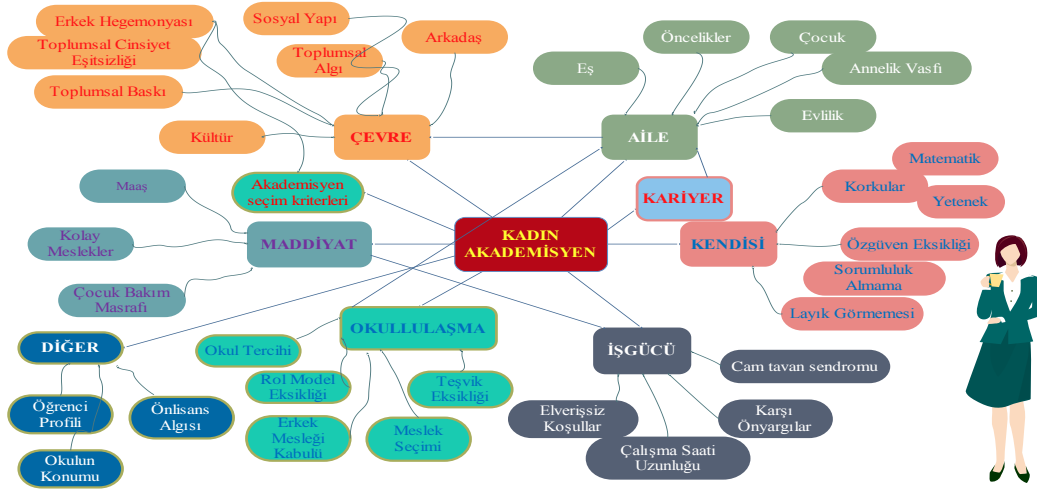 Erkek Hegemonyası
Sosyal Yapı
Toplumsal Cinsiyet
Eşitsizliği
Toplumsal
Algı
Arkadaş
Toplumsal Baskı
Kültür
ÇEVRE
Öncelikler
Çocuk
Eş
Annelik Vasfı
Evlilik
AİLE
Akademisyen
seçim kriterleri
KARİYER
Matematik
Korkular
Yetenek
Maaş
Kolay
Meslekler
MADDİYAT
Çocuk Bakım
Masrafı
KADIN
AKADEMİSYEN
KENDİSİ
Özgüven Eksikliği
Sorumluluk
Almama
Layık Görmemesi
DİĞER
Öğrenci
Profili
Önlisans
Algısı
Okulun
Konumu
OKULLULAŞMA
Okul Tercihi
Rol Model
Eksikliği
Erkek
Mesleği
Kabulü
Meslek
Seçimi
Teşvik
Eksikliği
İŞGÜCÜ
Cam tavan sendromu
Elverişsiz
Koşullar
Karşı
Önyargılar
Çalışma Saati
Uzunluğu